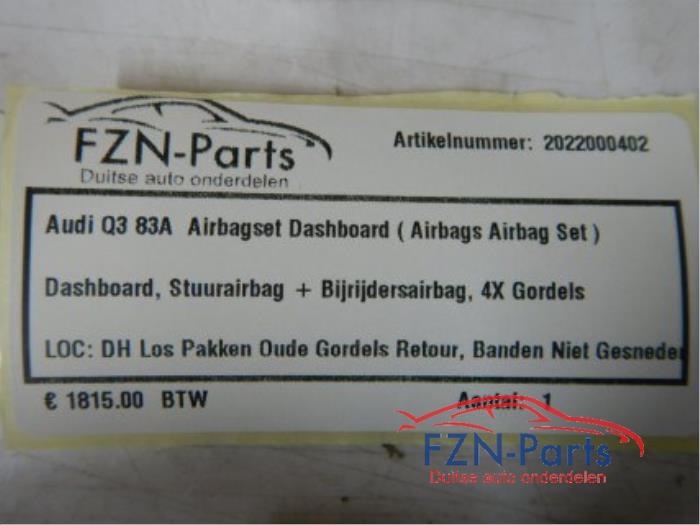 FZN-Parts
Duitse auto onderdelen
Artikelnummer: 2022000402
Audi Q3 83A Airbagset Dashboard ( Airbags Airbag Set )
Dashboard, Stuurairbag + Bijrijdersairbag, 4X Gordels
LOC: DH Los Pakken Oude Gordels Retour, Banden Niet Gesneden
€ 1815.00 BTW
Aantal: 1
FZN-Parts
Duitse auto onderdelen